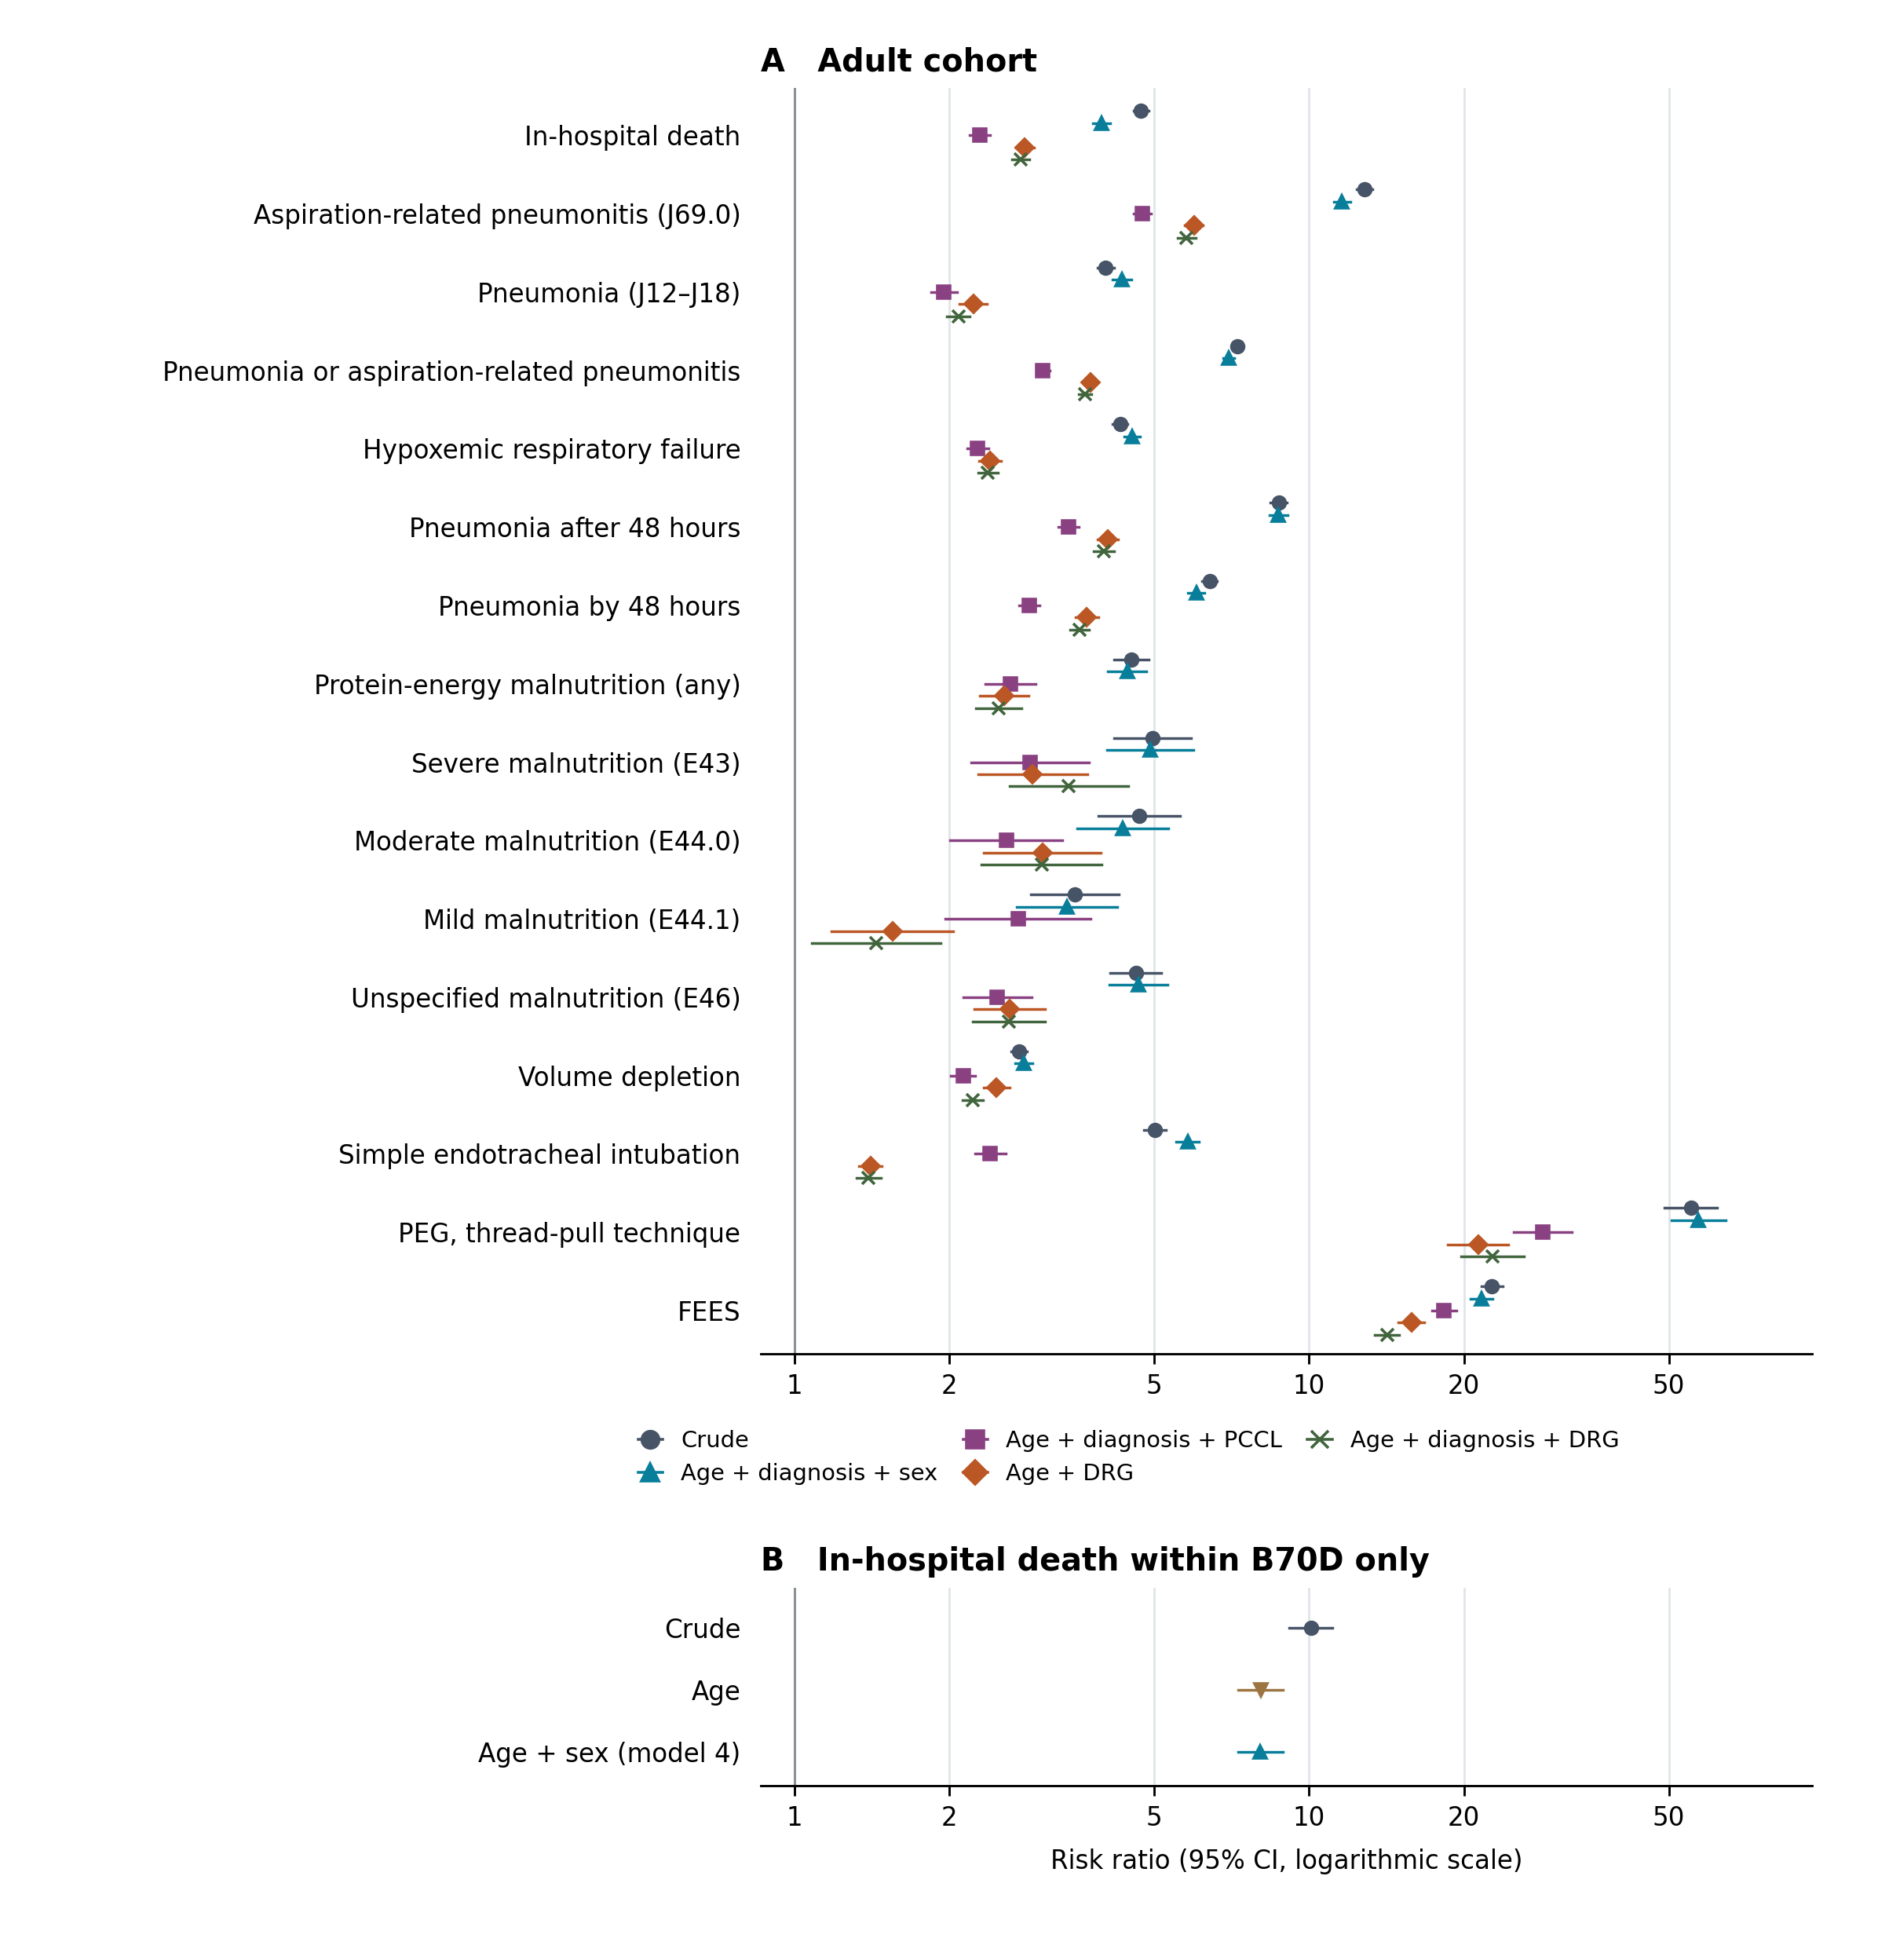 A Adult cohort
In-hospital death
Aspiration-related pneumonitis (J69.0)
Pneumonia (J12–J18)
Pneumonia or aspiration-related pneumonitis
Hypoxemic respiratory failure
Pneumonia after 48 hours
Pneumonia by 48 hours
Protein-energy malnutrition (any)
Severe malnutrition (E43)
Moderate malnutrition (E44.0)
Mild malnutrition (E44.1)
Unspecified malnutrition (E46)
Volume depletion
Simple endotracheal intubation
PEG, thread-pull technique
FEES
1 2 5 10 20 50
Crude Age + diagnosis + PCCL Age + diagnosis + DRG
Age + diagnosis + sex Age + DRG
B In-hospital death within B70D only
Crude
Age
Age + sex (model 4)
1 2 5 10 20 50
Risk ratio (95% CI, logarithmic scale)